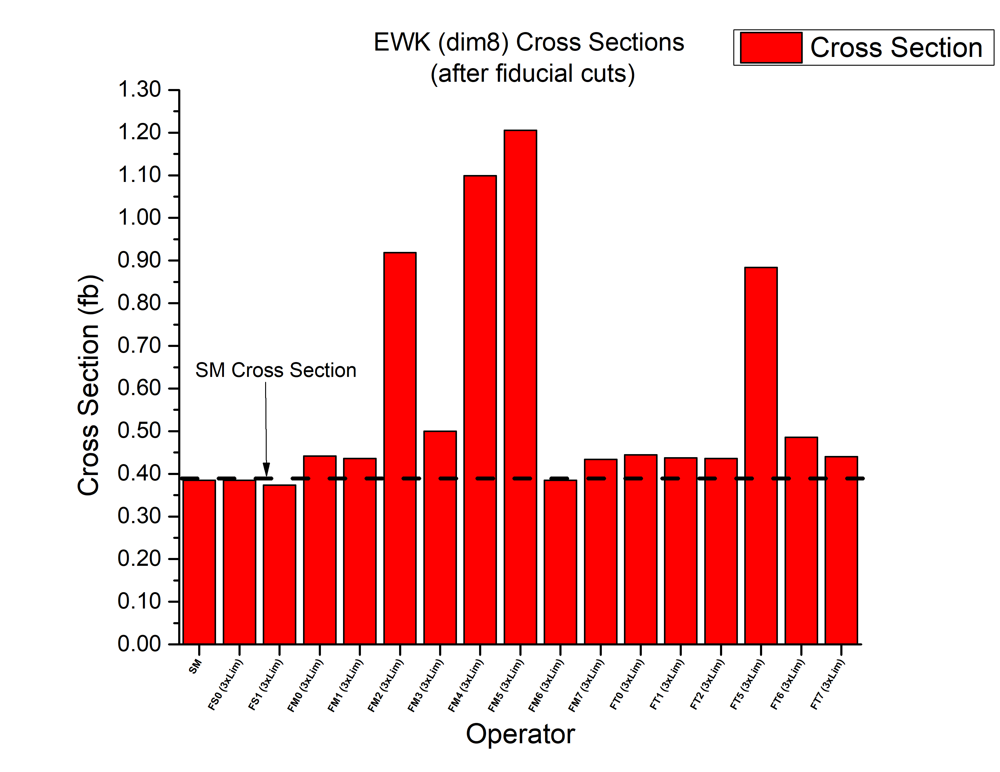 EWK (dim8) Cross Sections
(after fiducial cuts)
Cross Section
1.30
1.20
1.10
1.00
0.90
0.80
0.70
0.60
0.50
0.40
0.30
0.20
0.10
0.00
Cross Section (fb)
SM Cross Section
SM
FS0 (3xLim)
FS1 (3xLim)
FM0 (3xLim)
FM1 (3xLim)
FM2 (3xLim)
FM3 (3xLim)
FM4 (3xLim)
FM5 (3xLim)
FM6 (3xLim)
FM7 (3xLim)
FT0 (3xLim)
FT1 (3xLim)
FT2 (3xLim)
FT5 (3xLim)
FT6 (3xLim)
FT7 (3xLim)
Operator